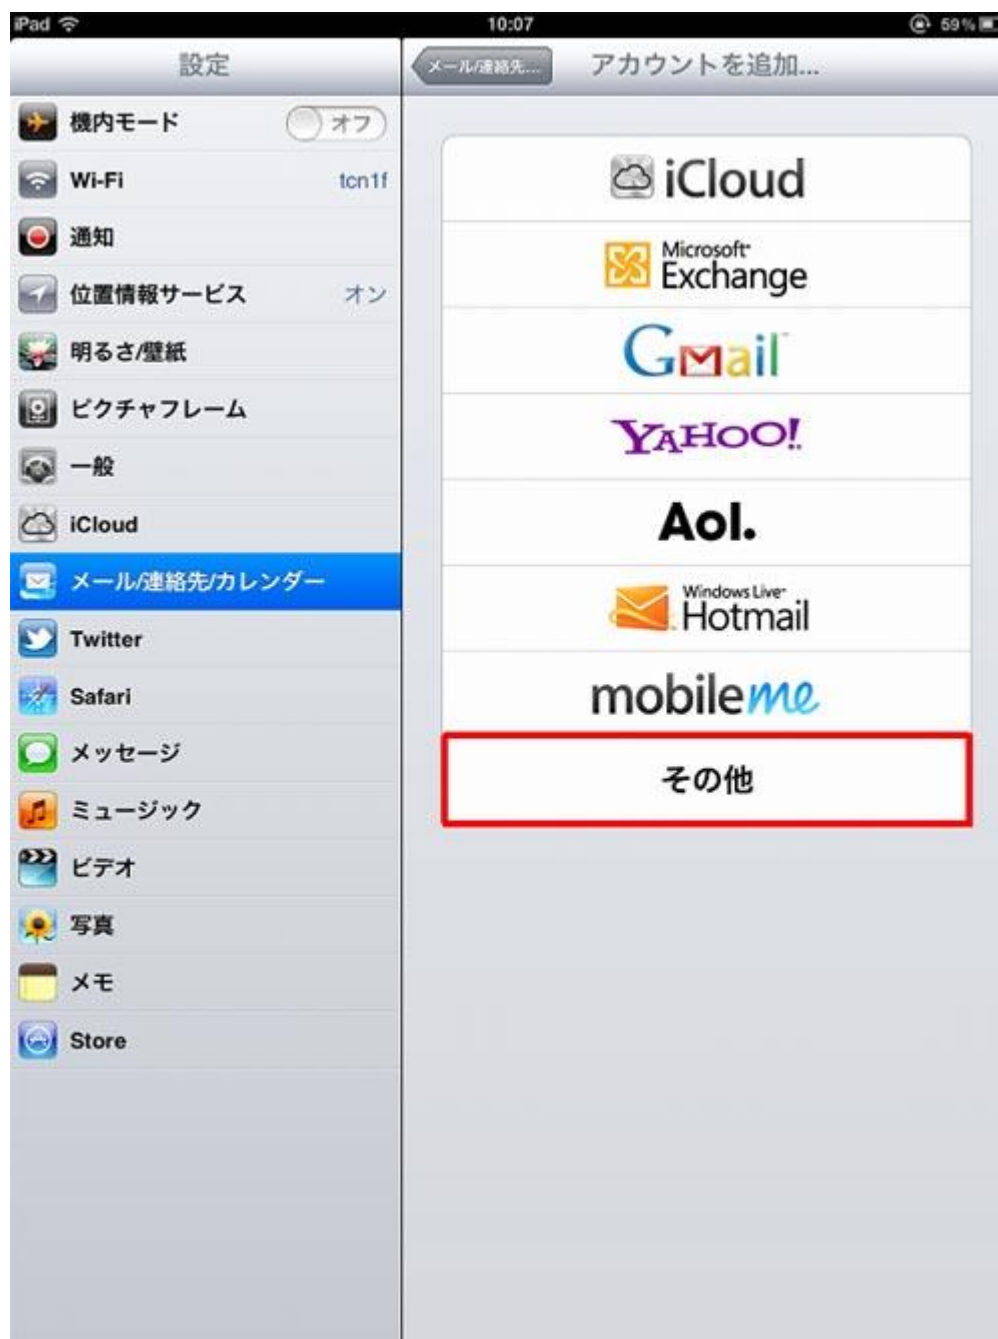 iPad 10:07 59%
設定
機内モード オフ
Wi-Fi tcn1f
通知
位置情報サービス オン
明るさ/壁紙
ピクチャフレーム
一般
iCloud
メール/連絡先/カレンダー
Twitter
Safari
メッセージ
ミュージック
ビデオ
写真
メモ
Store
メール/連絡先... アカウントを追加...
iCloud
Microsoft
Exchange
Gmail
YAHOO!
Aol.
Windows Live
Hotmail
mobileme
その他